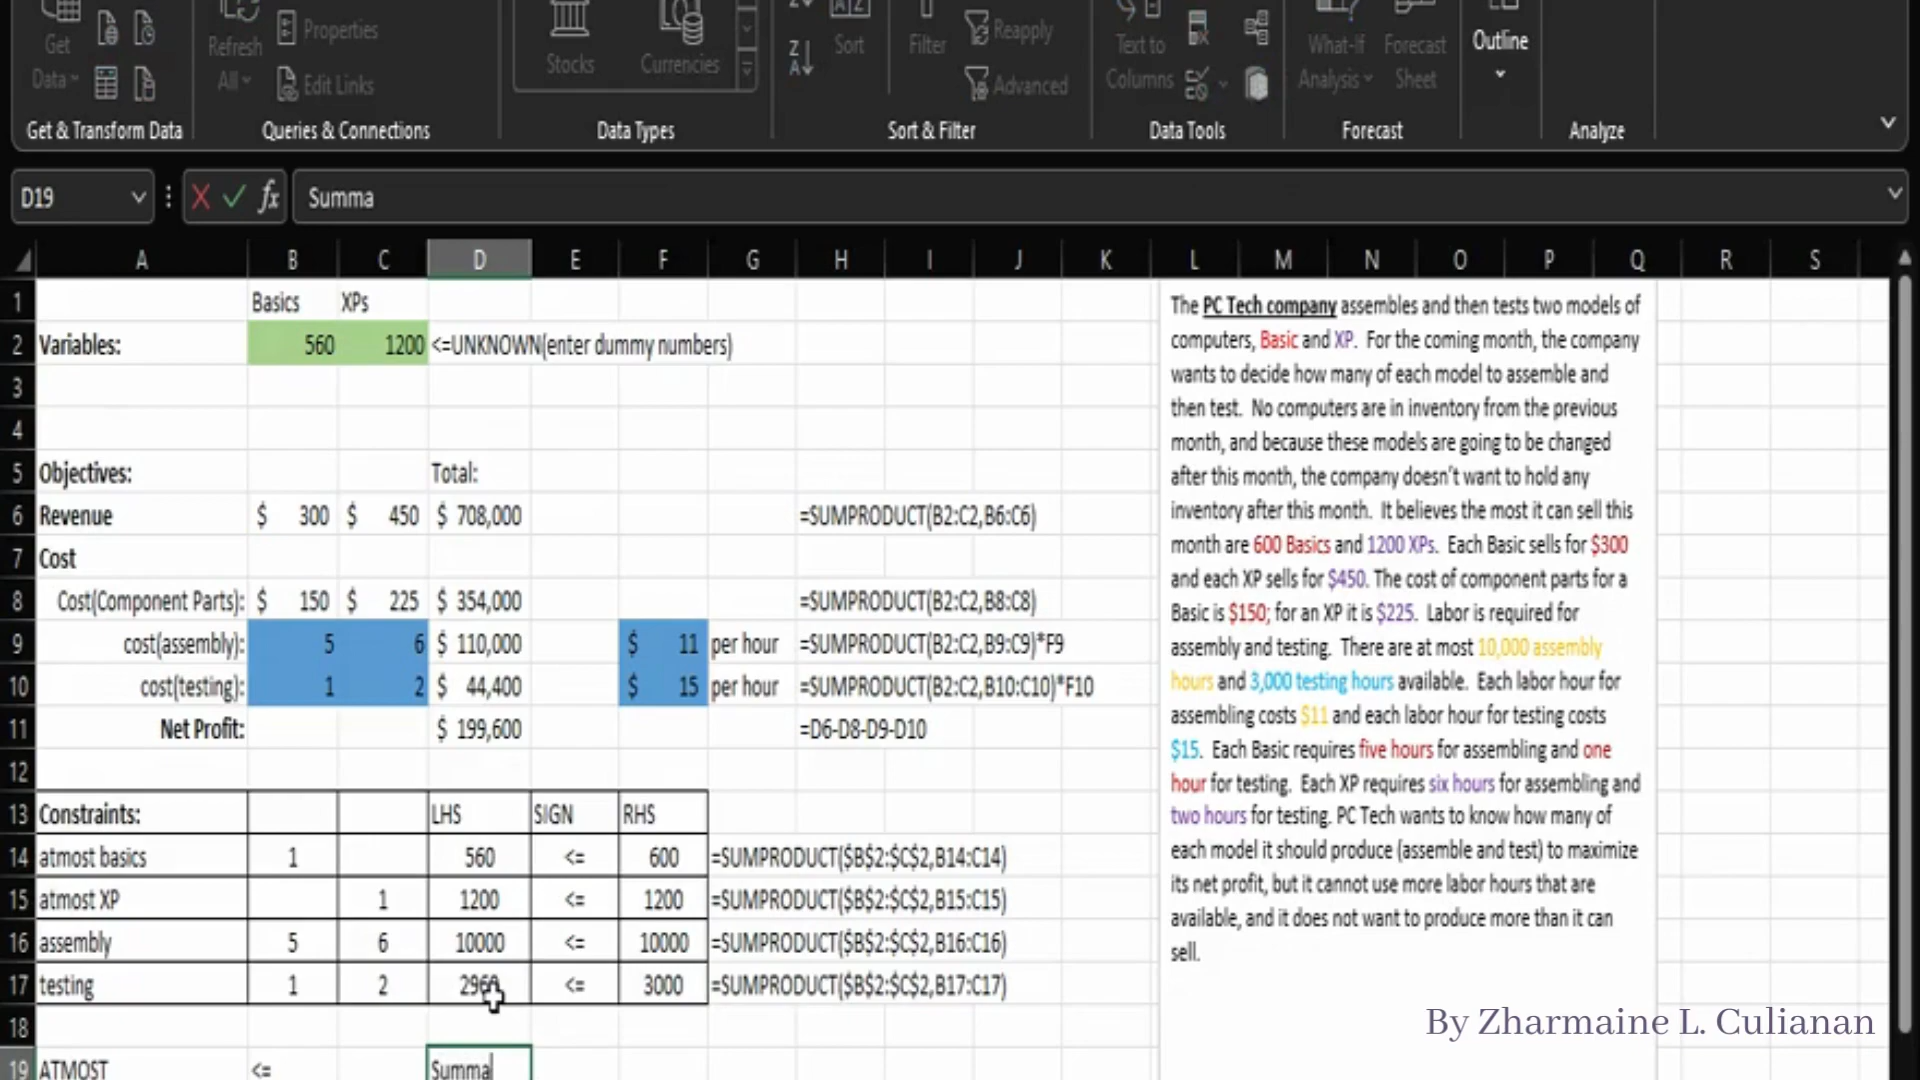 Get
Data
Refresh
All
Properties
Edit Links
Stocks
Currencies
Sort
Filter
Reapply
Advanced
Text to
Columns
What-If
Analysis
Forecast
Sheet
Outline
Get & Transform Data
Queries & Connections
Data Types
Sort & Filter
Data Tools
Forecast
Analyze
D19
fx
Summa
A B C D E F G H I J K L M N O P Q R S
1 Basics XPs
2 Variables: 560 1200 <=UNKNOWN(enter dummy numbers)
3
4
5 Objectives: Total:
6 Revenue $ 300 $ 450 $ 708,000 =SUMPRODUCT(B2:C2,B6:C6)
7 Cost
8 Cost(Component Parts): $ 150 $ 225 $ 354,000 =SUMPRODUCT(B2:C2,B8:C8)
9 cost(assembly): 5 6 $ 110,000 $ 11 per hour =SUMPRODUCT(B2:C2,B9:C9)*F9
10 cost(testing): 1 2 $ 44,400 $ 15 per hour =SUMPRODUCT(B2:C2,B10:C10)*F10
11 Net Profit: $ 199,600 =D6-D8-D9-D10
12
13 Constraints: LHS SIGN RHS
14 atmost basics 1 560 <= 600 =SUMPRODUCT($B$2:$C$2,B14:C14)
15 atmost XP 1 1200 <= 1200 =SUMPRODUCT($B$2:$C$2,B15:C15)
16 assembly 5 6 10000 <= 10000 =SUMPRODUCT($B$2:$C$2,B16:C16)
17 testing 1 2 2960 <= 3000 =SUMPRODUCT($B$2:$C$2,B17:C17)
18
19 ATMOST <= Summa
The PC Tech company assembles and then tests two models of
computers, Basic and XP. For the coming month, the company
wants to decide how many of each model to assemble and
then test. No computers are in inventory from the previous
month, and because these models are going to be changed
after this month, the company doesn't want to hold any
inventory after this month. It believes the most it can sell this
month are 600 Basics and 1200 XPs. Each Basic sells for $300
and each XP sells for $450. The cost of component parts for a
Basic is $150; for an XP it is $225. Labor is required for
assembly and testing. There are at most 10,000 assembly
hours and 3,000 testing hours available. Each labor hour for
assembling costs $11 and each labor hour for testing costs
$15. Each Basic requires five hours for assembling and one
hour for testing. Each XP requires six hours for assembling and
two hours for testing. PC Tech wants to know how many of
each model it should produce (assemble and test) to maximize
its net profit, but it cannot use more labor hours that are
available, and it does not want to produce more than it can
sell.
By Zharmaine L. Culianan